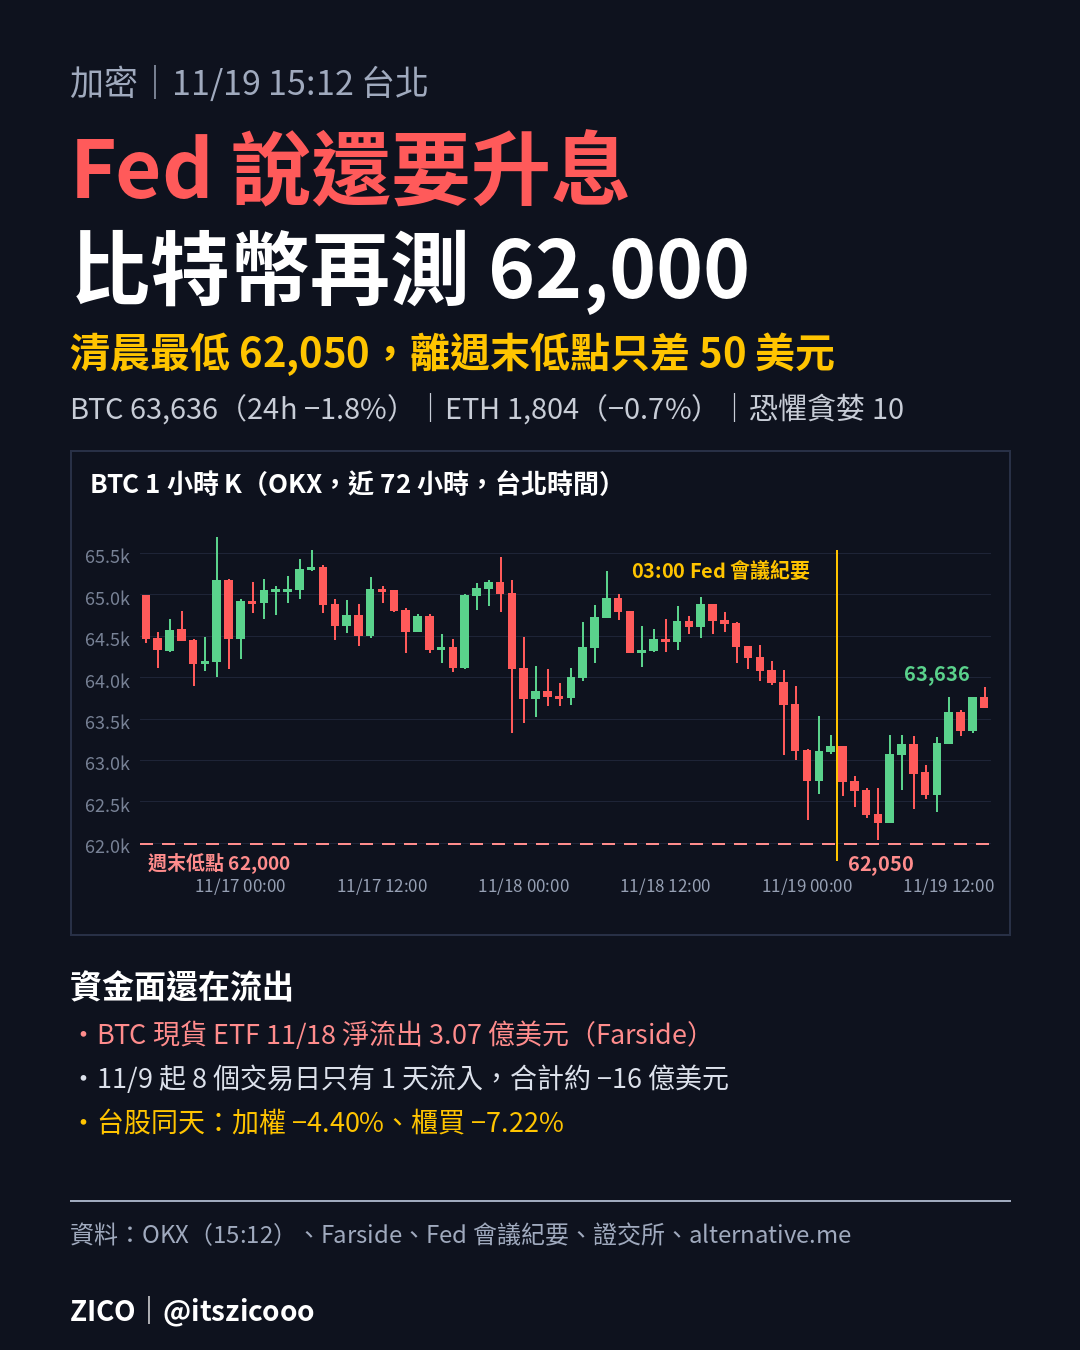 加密｜11/19 15:12 台北
Fed 說還要升息
比特幣再測 62,000
清晨最低 62,050，離週末低點只差 50 美元
BTC 63,636（24h −1.8%）｜ETH 1,804（−0.7%）｜恐懼貪婪 10
BTC 1 小時 K（OKX，近 72 小時，台北時間）
65.5k
03:00 Fed 會議紀要
65.0k
64.5k
64.0k
63,636
63.5k
63.0k
62.5k
62.0k
週末低點 62,000
62,050
11/17 00:00
11/17 12:00
11/18 00:00
11/18 12:00
11/19 00:00
11/19 12:00
資金面還在流出
・BTC 現貨 ETF 11/18 淨流出 3.07 億美元（Farside）
・11/9 起 8 個交易日只有 1 天流入，合計約 −16 億美元
・台股同天：加權 −4.40%、櫃買 −7.22%
資料：OKX（15:12）、Farside、Fed 會議紀要、證交所、alternative.me
ZICO｜@itszicooo